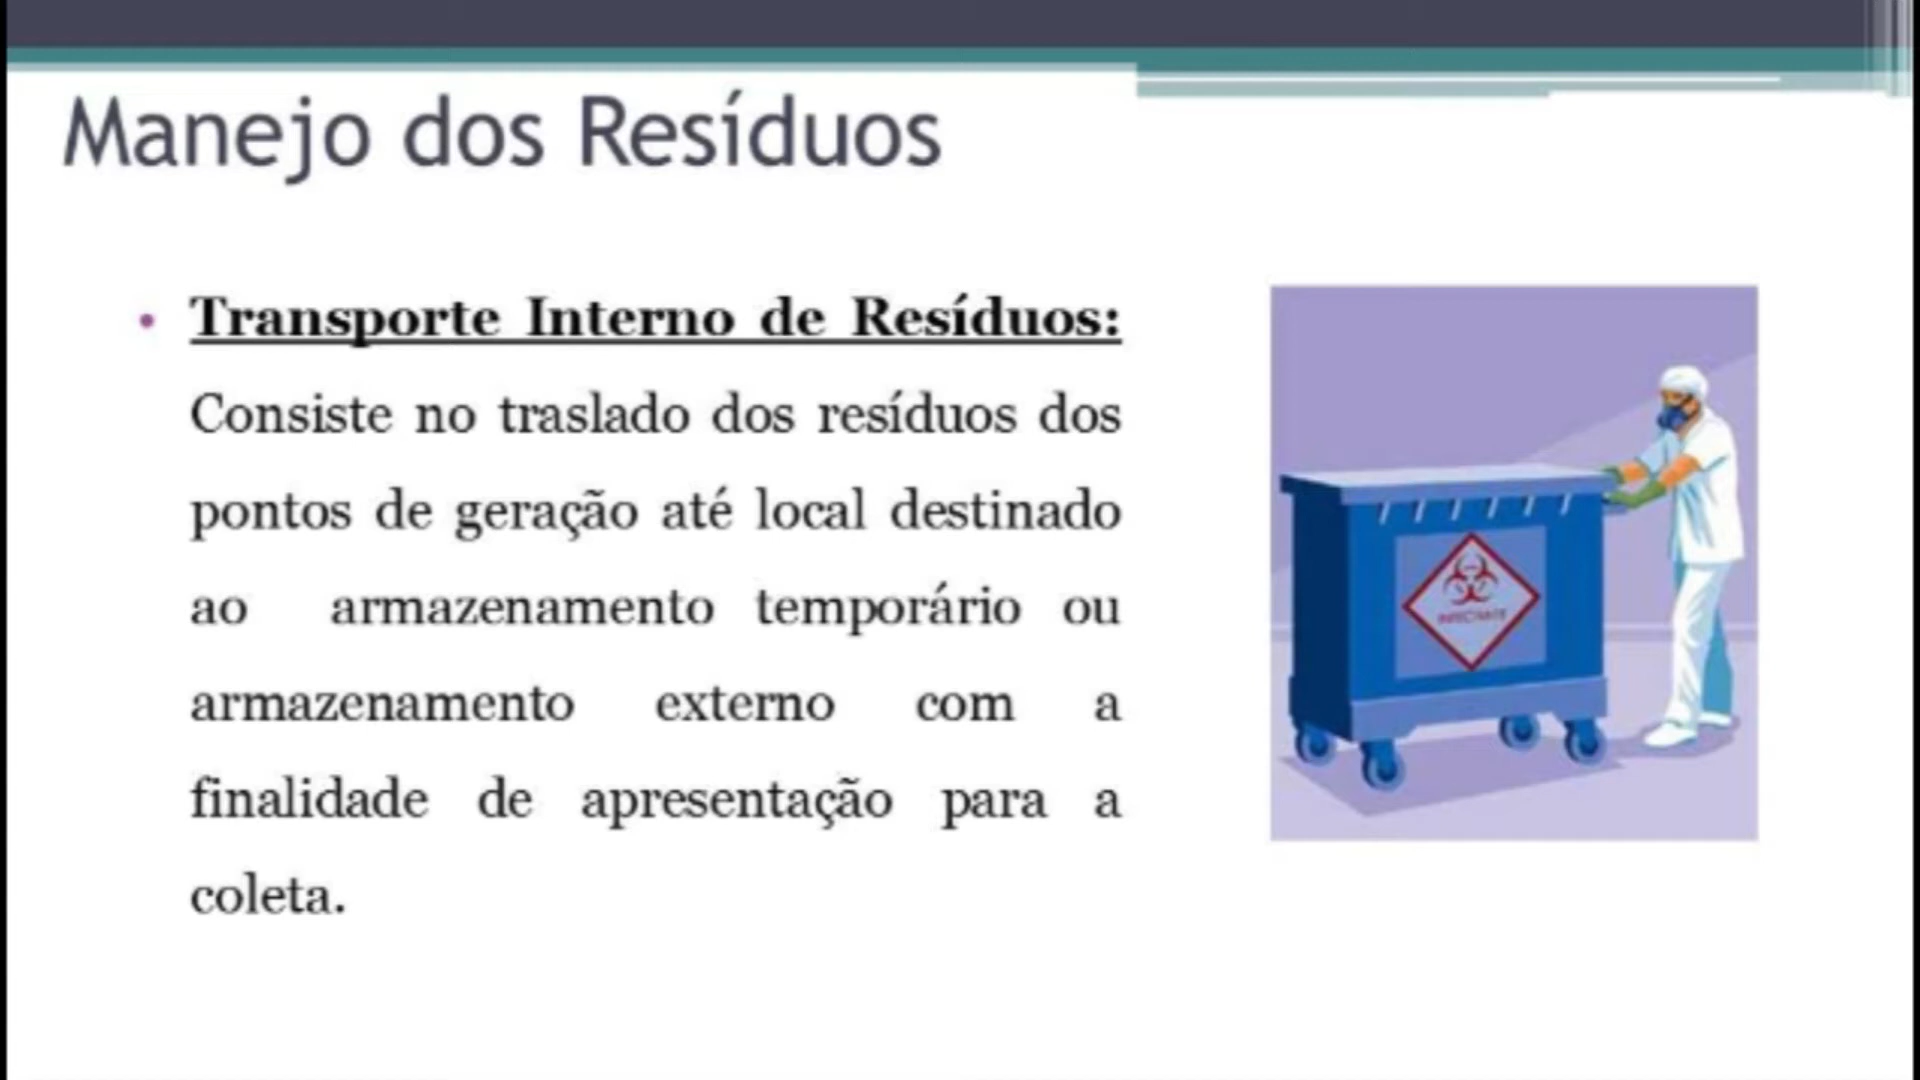 Manejo dos Resíduos
• Transporte Interno de Resíduos:
Consiste no traslado dos resíduos dos
pontos de geração até local destinado
ao armazenamento temporário ou
armazenamento externo com a
finalidade de apresentação para a
coleta.